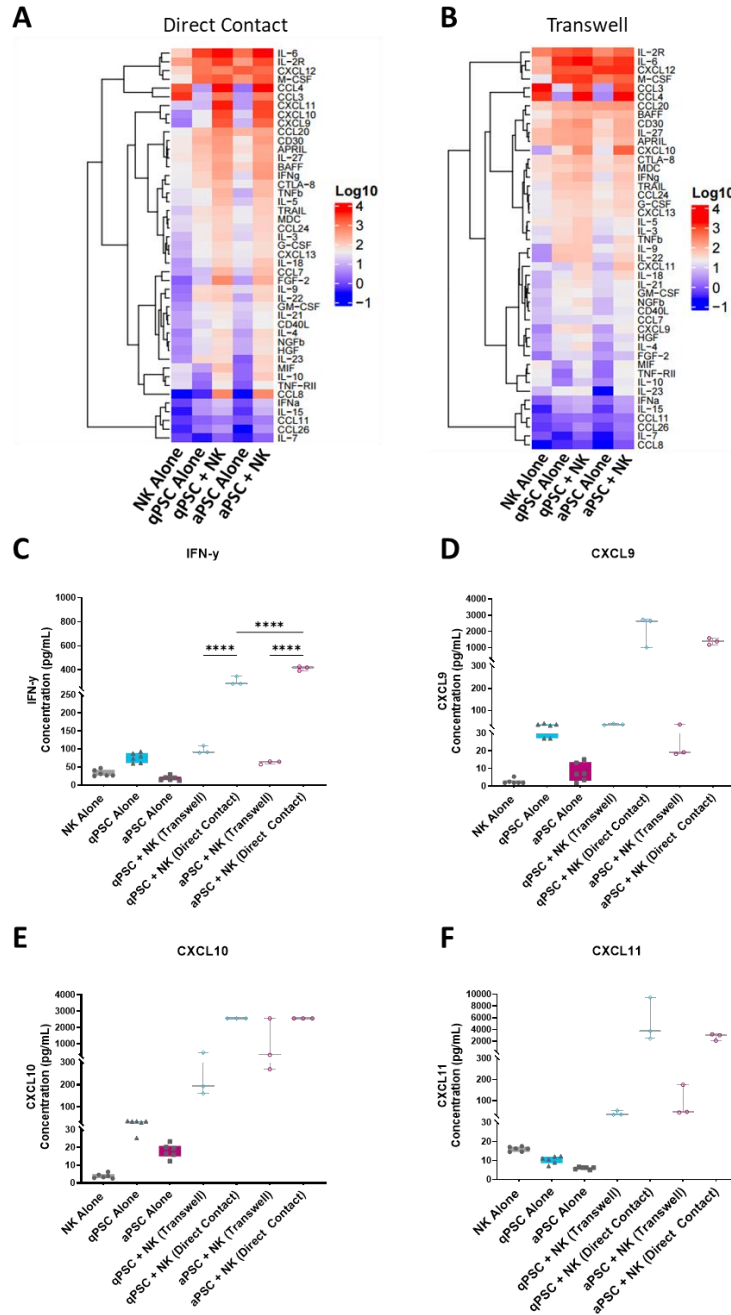 A
Direct Contact
IL-6
IL-2R
CXCL12
M-CSF
CCL4
CCL3
CXCL11
CXCL10
CXCL9
CCL20
CD30
APRIL
IL-27
BAFF
IFNg
CTLA-8
TNFb
IL-5
TRAIL
MDC
CCL24
IL-3
G-CSF
CXCL13
IL-18
CCL7
FGF-2
IL-9
IL-22
GM-CSF
IL-21
CD40L
IL-4
NGFb
HGF
IL-23
MIF
IL-10
TNF-RII
CCL8
IFNa
IL-15
CCL11
CCL26
IL-7
Log10
4
3
2
1
0
−1
NK Alone
qPSC Alone
qPSC + NK
aPSC Alone
aPSC + NK
B
Transwell
IL-2R
IL-6
CXCL12
M-CSF
CCL3
CCL4
CCL20
BAFF
CD30
IL-27
APRIL
CXCL10
CTLA-8
MDC
IFNg
TRAIL
CCL24
G-CSF
CXCL13
IL-5
IL-3
TNFb
IL-9
IL-22
CXCL11
IL-18
IL-21
GM-CSF
NGFb
CD40L
CCL7
CXCL9
HGF
IL-4
FGF-2
MIF
TNF-RII
IL-10
IL-23
IFNa
IL-15
CCL11
CCL26
IL-7
CCL8
Log10
4
3
2
1
0
−1
NK Alone
qPSC Alone
qPSC + NK
aPSC Alone
aPSC + NK
C
IFN-y
IFN-y
Concentration (pg/mL)
1000
800
600
400
250
200
150
100
50
0
****
****
****
NK Alone
qPSC Alone
aPSC Alone
qPSC + NK (Transwell)
qPSC + NK (Direct Contact)
aPSC + NK (Transwell)
aPSC + NK (Direct Contact)
D
CXCL9
CXCL9
Concentration (pg/mL)
4000
3000
2000
1000
300
200
100
30
20
10
0
NK Alone
qPSC Alone
aPSC Alone
qPSC + NK (Transwell)
qPSC + NK (Direct Contact)
aPSC + NK (Transwell)
aPSC + NK (Direct Contact)
E
CXCL10
CXCL10
Concentration (pg/mL)
4000
3000
2000
1000
300
200
100
40
30
20
10
0
NK Alone
qPSC Alone
aPSC Alone
qPSC + NK (Transwell)
qPSC + NK (Direct Contact)
aPSC + NK (Transwell)
aPSC + NK (Direct Contact)
F
CXCL11
CXCL11
Concentration (pg/mL)
10000
8000
6000
4000
2000
300
200
100
30
20
10
0
NK Alone
qPSC Alone
aPSC Alone
qPSC + NK (Transwell)
qPSC + NK (Direct Contact)
aPSC + NK (Transwell)
aPSC + NK (Direct Contact)